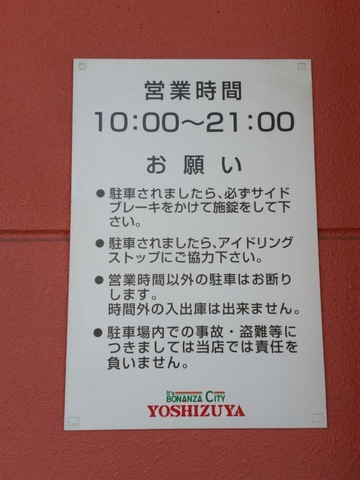 営業時間
10:00〜21:00
お願い
●駐車されましたら、必ずサイド
ブレーキをかけて施錠をして下
さい。
●駐車されましたら、アイドリング
ストップにご協力下さい。
●営業時間以外の駐車はお断り
します。
時間外の入出庫は出来ません。
●駐車場内での事故・盗難等に
つきましては当店では責任を
負いません。
It's
BONANZA CITY
YOSHIZUYA